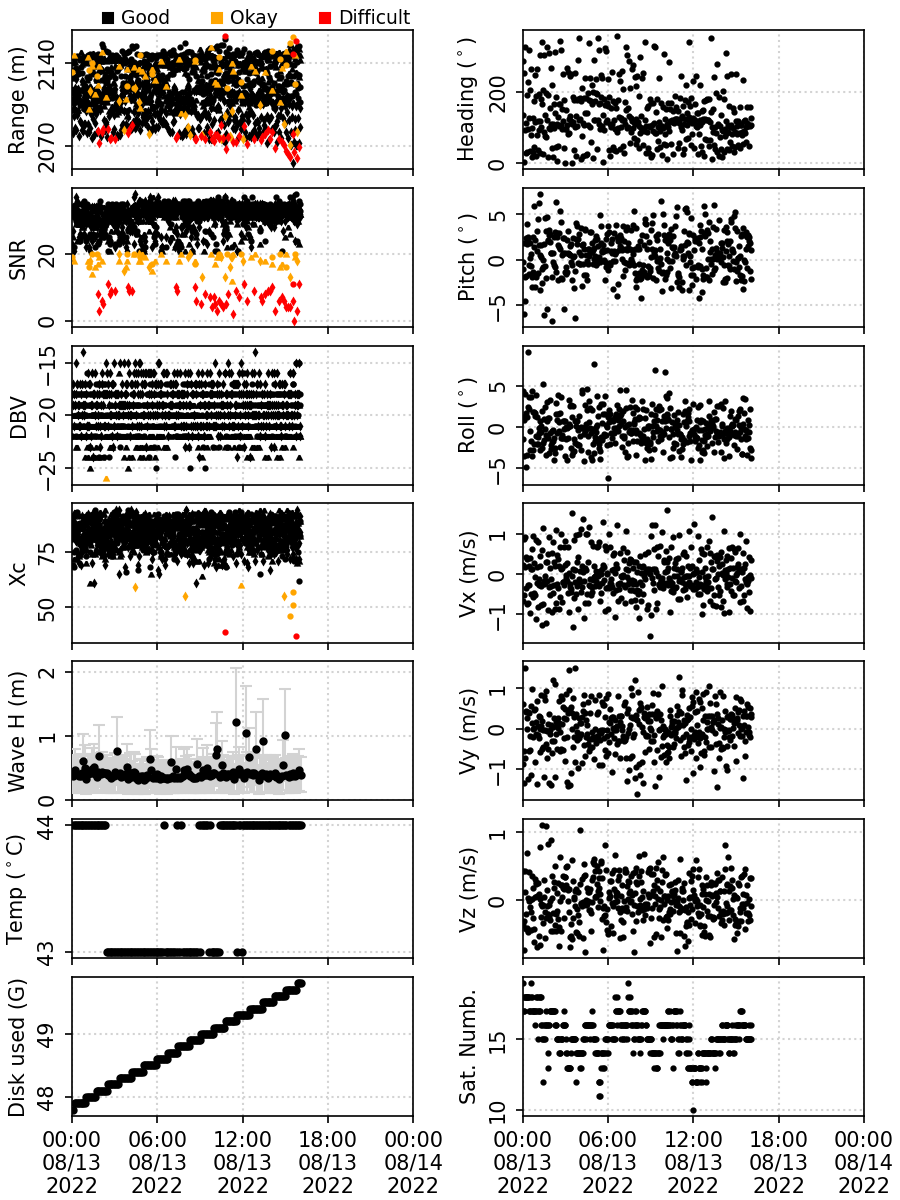 Good Okay Difficult
Range (m)
2140
2070
Heading (°)
200
0
SNR
20
0
Pitch (°)
5
0
−5
DBV
−15
−20
−25
Roll (°)
5
0
−5
Xc
75
50
Vx (m/s)
1
0
−1
Wave H (m)
2
1
0
Vy (m/s)
1
0
−1
Temp (°C)
44
43
Vz (m/s)
1
0
Disk used (G)
49
48
Sat. Numb.
15
10
00:00 06:00 12:00 18:00 00:00
08/13 08/13 08/13 08/13 08/14
2022 2022 2022 2022 2022
00:00 06:00 12:00 18:00 00:00
08/13 08/13 08/13 08/13 08/14
2022 2022 2022 2022 2022